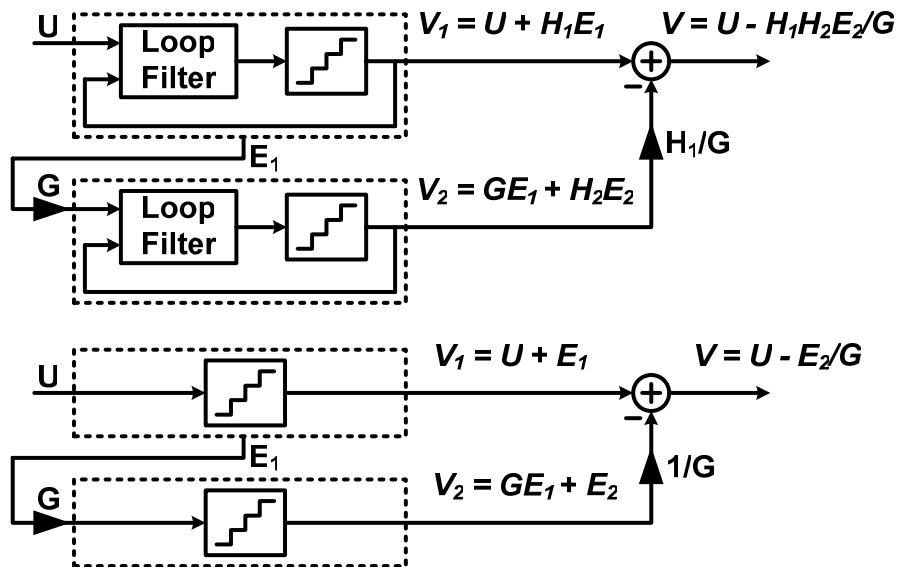 U
Loop
Filter
V₁ = U + H₁E₁
V = U - H₁H₂E₂/G
+
−
E₁
H₁/G
G
Loop
Filter
V₂ = GE₁ + H₂E₂
U
V₁ = U + E₁
V = U - E₂/G
+
−
E₁
1/G
G
V₂ = GE₁ + E₂